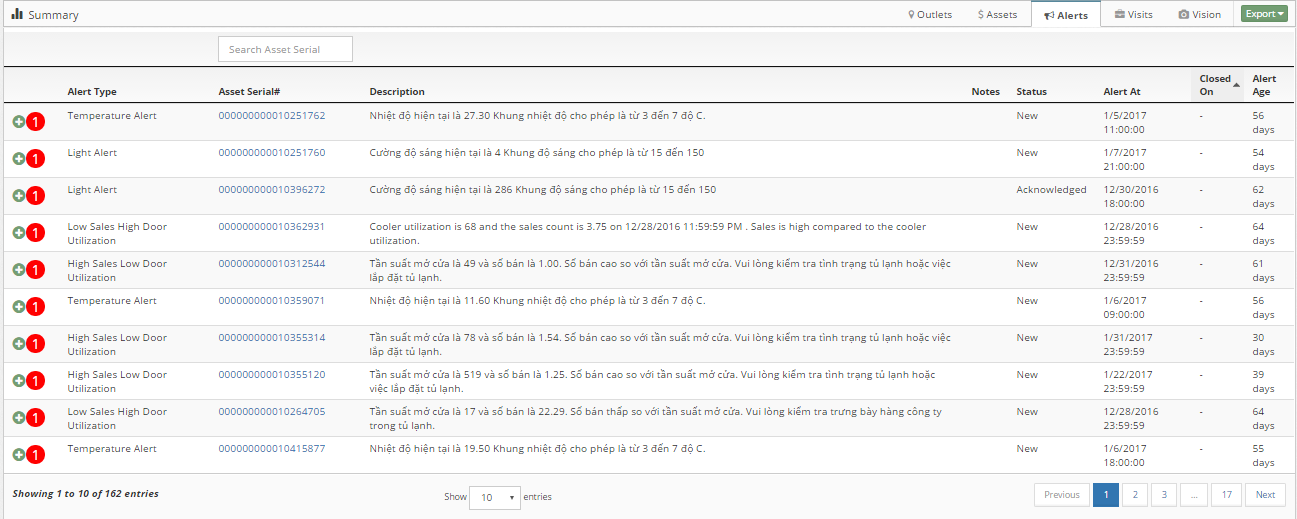 Summary
Outlets
$ Assets
Alerts
Visits
Vision
Export
Search Asset Serial
Alert Type
Asset Serial#
Description
Notes
Status
Alert At
Closed
On
Alert
Age
1
Temperature Alert
000000000010251762
Nhiệt độ hiện tại là 27.30 Khung nhiệt độ cho phép là từ 3 đến 7 độ C.
New
1/5/2017
11:00:00
-
56
days
1
Light Alert
000000000010251760
Cường độ sáng hiện tại là 4 Khung độ sáng cho phép là từ 15 đến 150
New
1/7/2017
21:00:00
-
54
days
1
Light Alert
000000000010396272
Cường độ sáng hiện tại là 286 Khung độ sáng cho phép là từ 15 đến 150
Acknowledged
12/30/2016
18:00:00
-
62
days
1
Low Sales High Door
Utilization
000000000010362931
Cooler utilization is 68 and the sales count is 3.75 on 12/28/2016 11:59:59 PM . Sales is high compared to the cooler
utilization.
New
12/28/2016
23:59:59
-
64
days
1
High Sales Low Door
Utilization
000000000010312544
Tần suất mở cửa là 49 và số bán là 1.00. Số bán cao so với tần suất mở cửa. Vui lòng kiểm tra tình trạng tủ lạnh hoặc việc
lắp đặt tủ lạnh.
New
12/31/2016
23:59:59
-
61
days
1
Temperature Alert
000000000010359071
Nhiệt độ hiện tại là 11.60 Khung nhiệt độ cho phép là từ 3 đến 7 độ C.
New
1/6/2017
09:00:00
-
56
days
1
High Sales Low Door
Utilization
000000000010355314
Tần suất mở cửa là 78 và số bán là 1.54. Số bán cao so với tần suất mở cửa. Vui lòng kiểm tra tình trạng tủ lạnh hoặc việc
lắp đặt tủ lạnh.
New
1/31/2017
23:59:59
-
30
days
1
High Sales Low Door
Utilization
000000000010355120
Tần suất mở cửa là 519 và số bán là 1.25. Số bán cao so với tần suất mở cửa. Vui lòng kiểm tra tình trạng tủ lạnh hoặc
việc lắp đặt tủ lạnh.
New
1/22/2017
23:59:59
-
39
days
1
Low Sales High Door
Utilization
000000000010264705
Tần suất mở cửa là 17 và số bán là 22.29. Số bán thấp so với tần suất mở cửa. Vui lòng kiểm tra trưng bày hàng công ty
trong tủ lạnh.
New
12/28/2016
23:59:59
-
64
days
1
Temperature Alert
000000000010415877
Nhiệt độ hiện tại là 19.50 Khung nhiệt độ cho phép là từ 3 đến 7 độ C.
New
1/6/2017
18:00:00
-
55
days
Showing 1 to 10 of 162 entries
Show 10 entries
Previous
1
2
3
...
17
Next